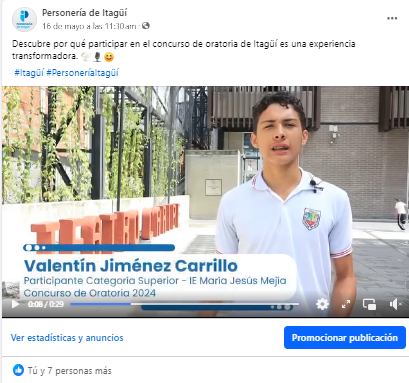 Personería de Itagüí
16 de mayo a las 11:30 am ·
Descubre por qué participar en el concurso de oratoria de Itagüí es una experiencia
transformadora.
#Itagüí #PersoneríaItagüí
Valentín Jiménez Carrillo
Participante Categoría Superior - IE María Jesús Mejía
Concurso de Oratoria 2024
0:08 / 0:29
Ver estadísticas y anuncios
Promocionar publicación
Tú y 7 personas más